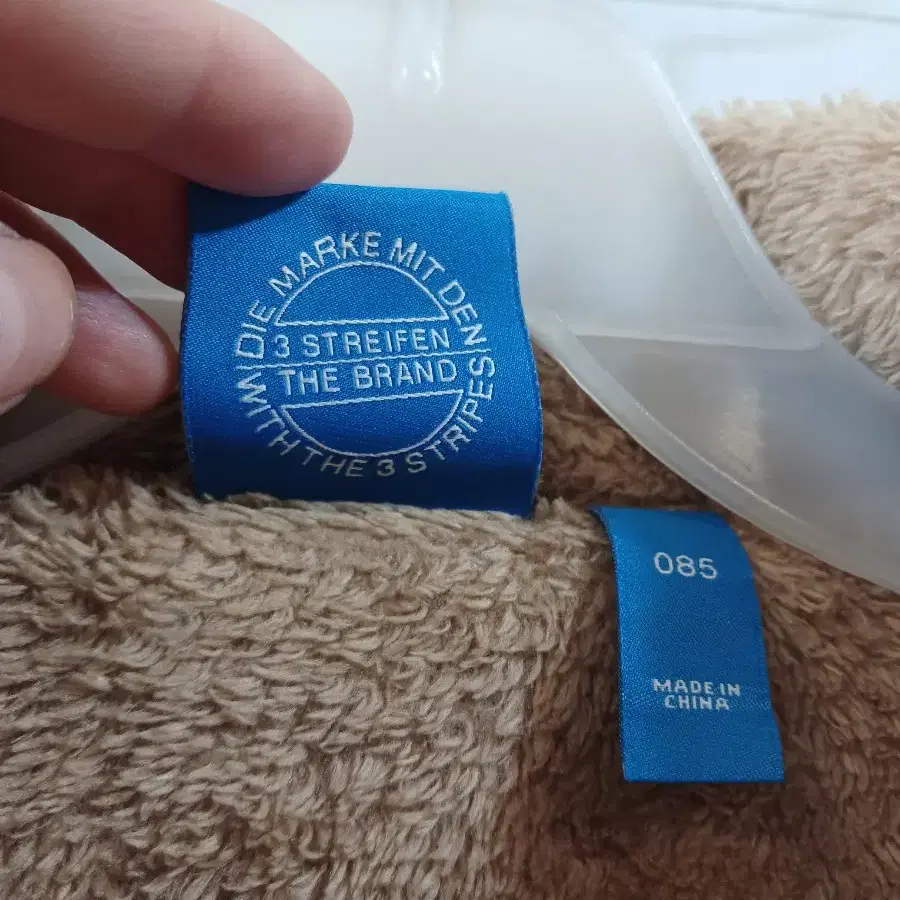 DIE MARKE MIT DEN
3 STREIFEN
THE BRAND
WITH THE 3 STRIPES
085
MADE IN
CHINA